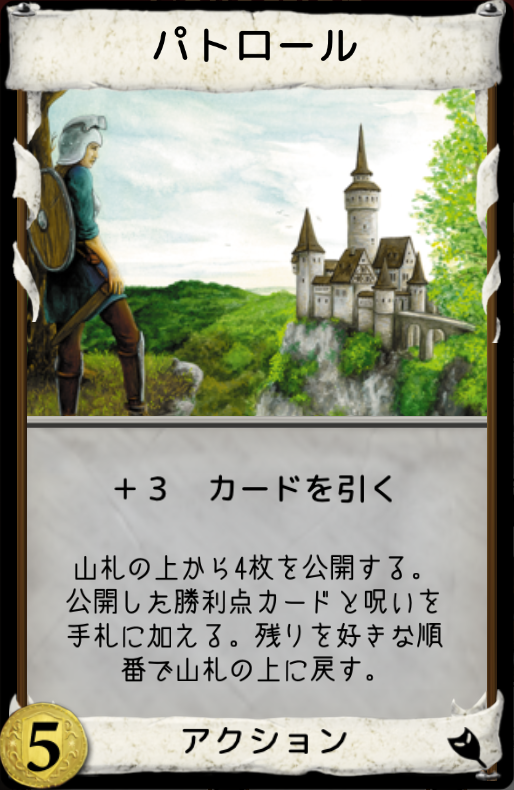 パトロール
＋３　カードを引く
山札の上から4枚を公開する。
公開した勝利点カードと呪いを
手札に加える。残りを好きな順
番で山札の上に戻す。
5
アクション